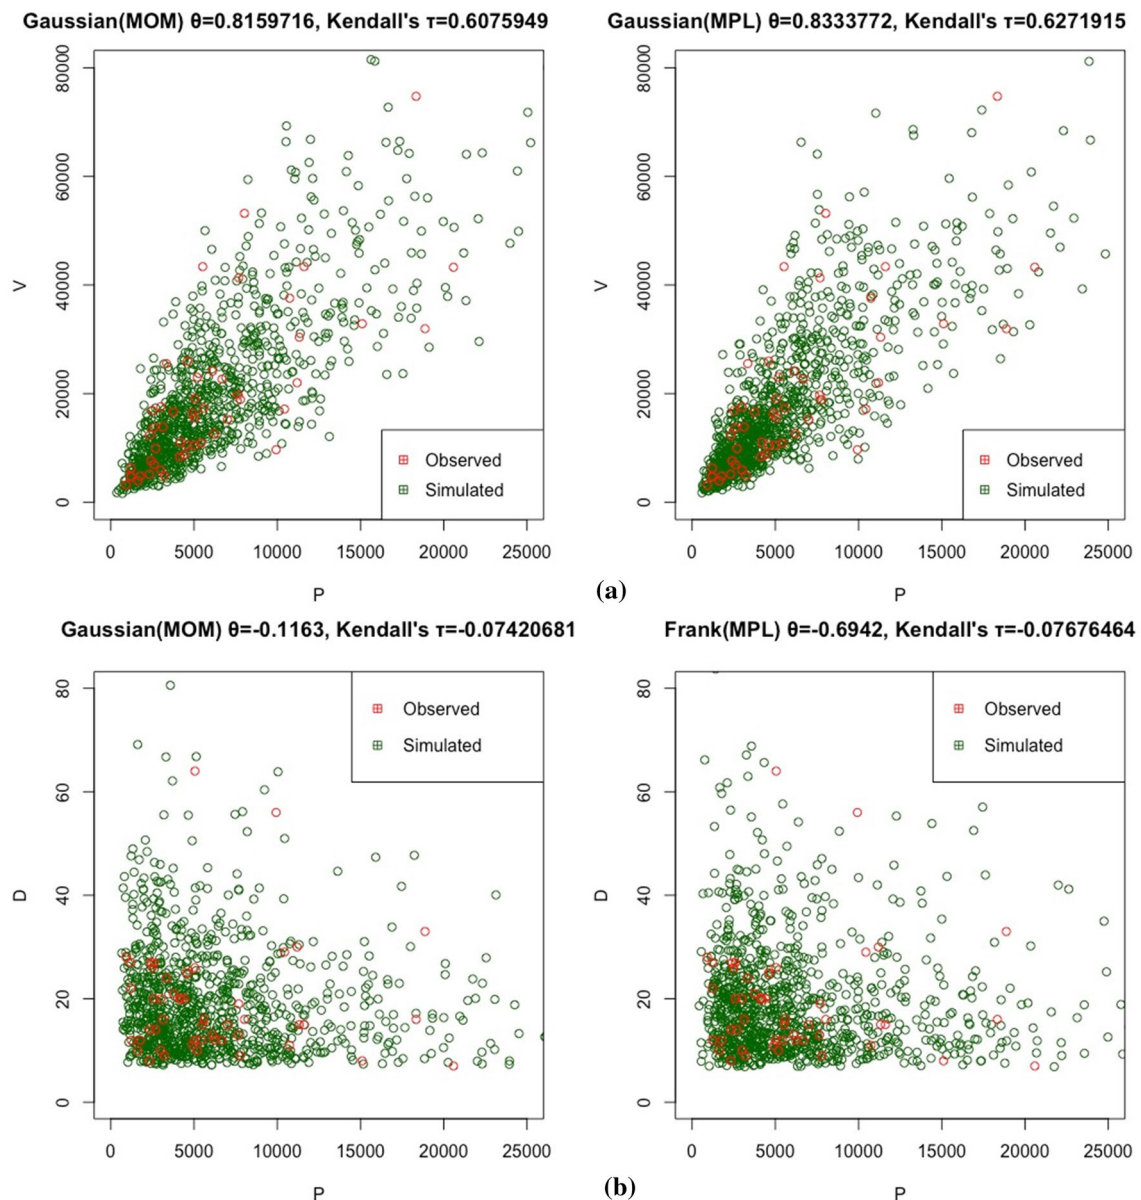 Gaussian(MOM) θ=0.8159716, Kendall's τ=0.6075949
Gaussian(MPL) θ=0.8333772, Kendall's τ=0.6271915
80000
60000
40000
20000
0
V
Observed
Simulated
0 5000 10000 15000 20000 25000
P
80000
60000
40000
20000
0
V
Observed
Simulated
0 5000 10000 15000 20000 25000
P
(a)
Gaussian(MOM) θ=-0.1163, Kendall's τ=-0.07420681
Frank(MPL) θ=-0.6942, Kendall's τ=-0.07676464
80
60
40
20
0
D
Observed
Simulated
0 5000 10000 15000 20000 25000
P
80
60
40
20
0
D
Observed
Simulated
0 5000 10000 15000 20000 25000
P
(b)